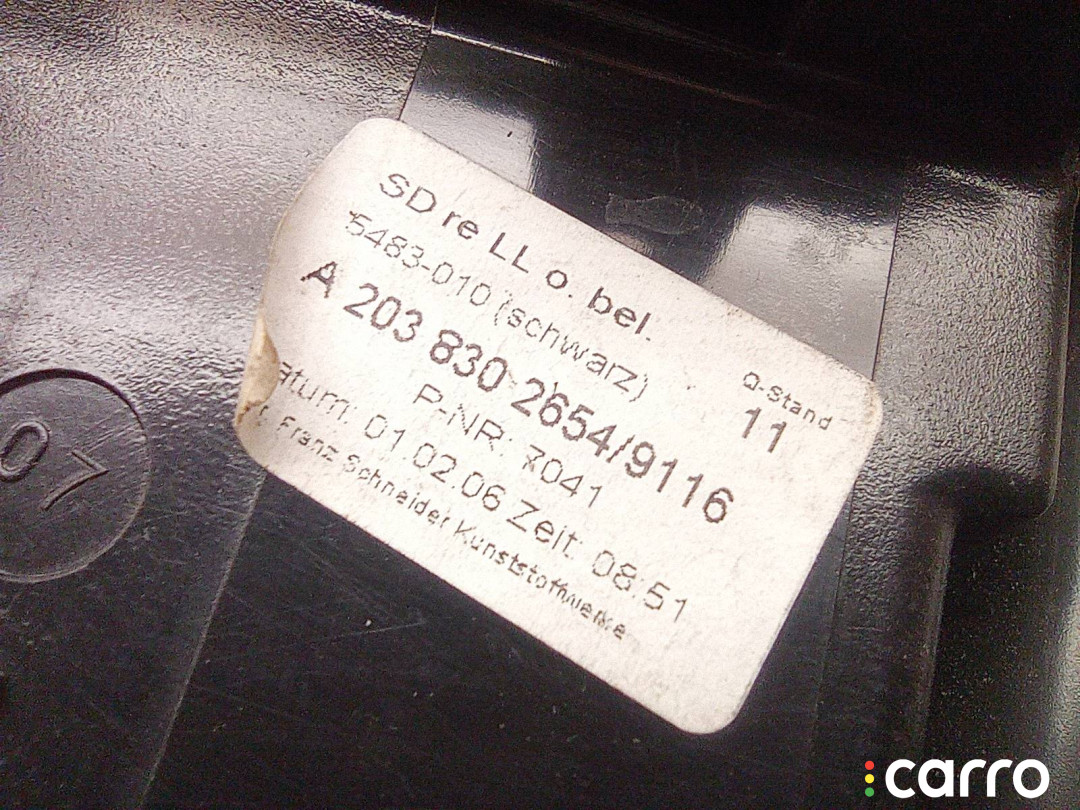 SD re LL o. bel.
5483-010 (schwarz)
Q-Stand
11
A 203 830 2654/9116
P-NR: 7041
atum: 01.02.06 Zeit: 08:51
Franz Schneider Kunststoffwerke
07
carro